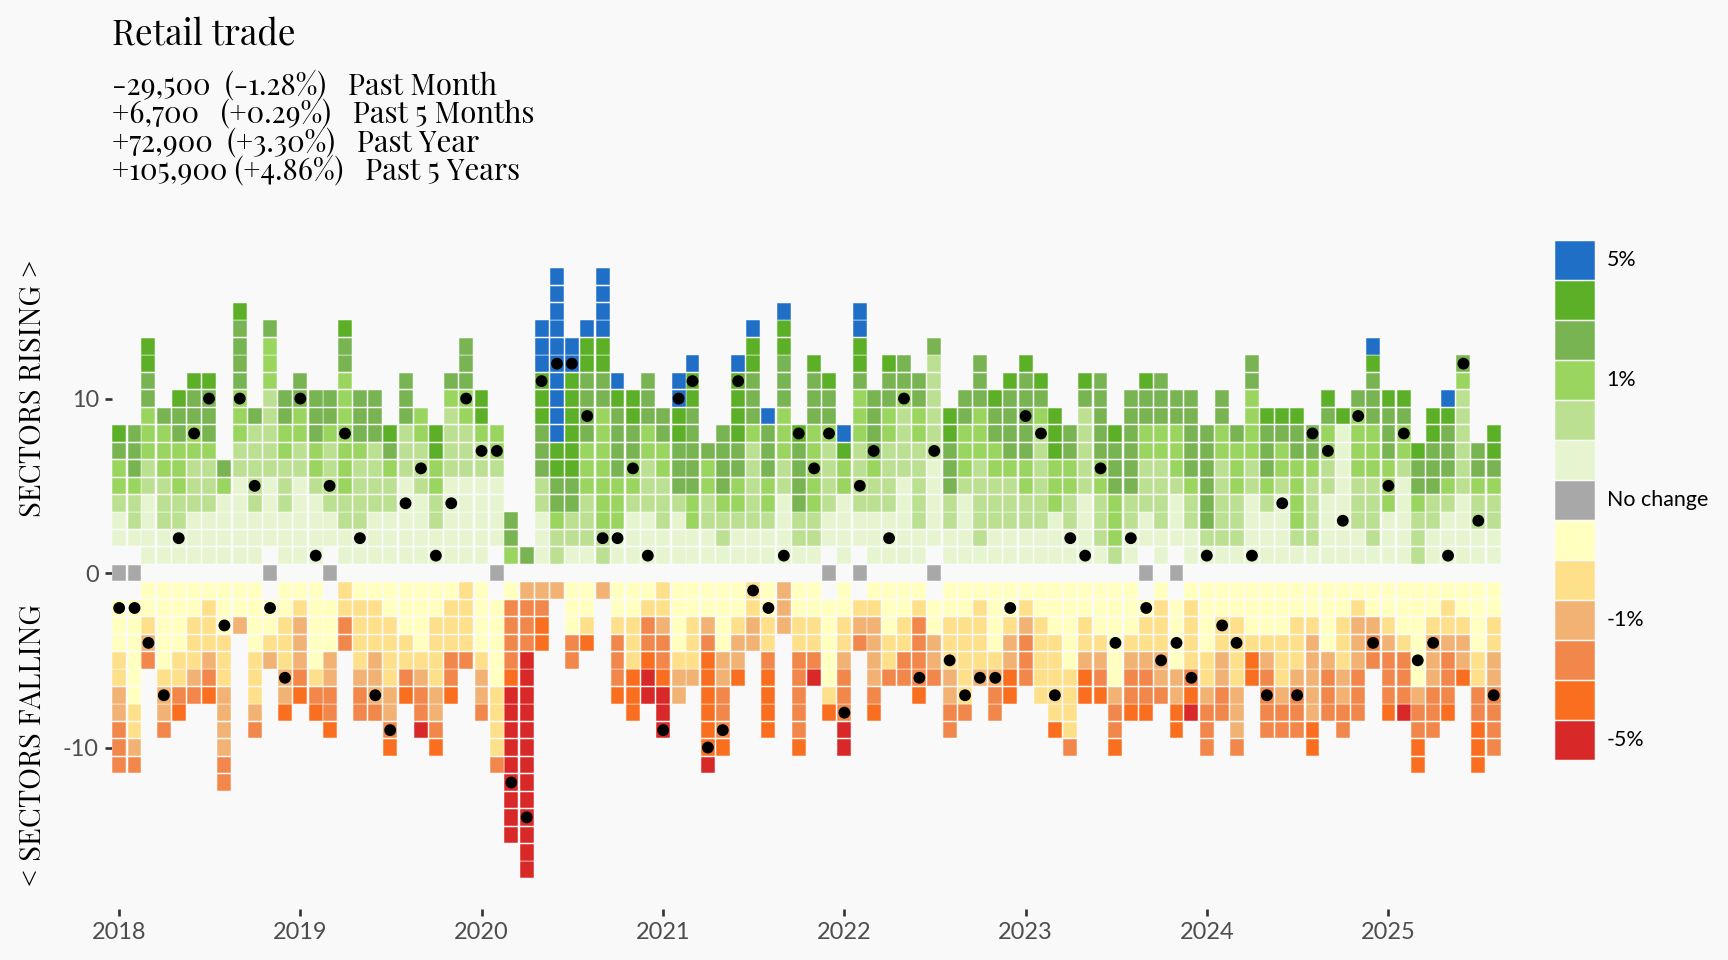 Retail trade
-29,500 (-1.28%) Past Month
+6,700 (+0.29%) Past 5 Months
+72,900 (+3.30%) Past Year
+105,900 (+4.86%) Past 5 Years
SECTORS RISING >
< SECTORS FALLING
10
0
-10
2018 2019 2020 2021 2022 2023 2024 2025
5%
1%
No change
-1%
-5%